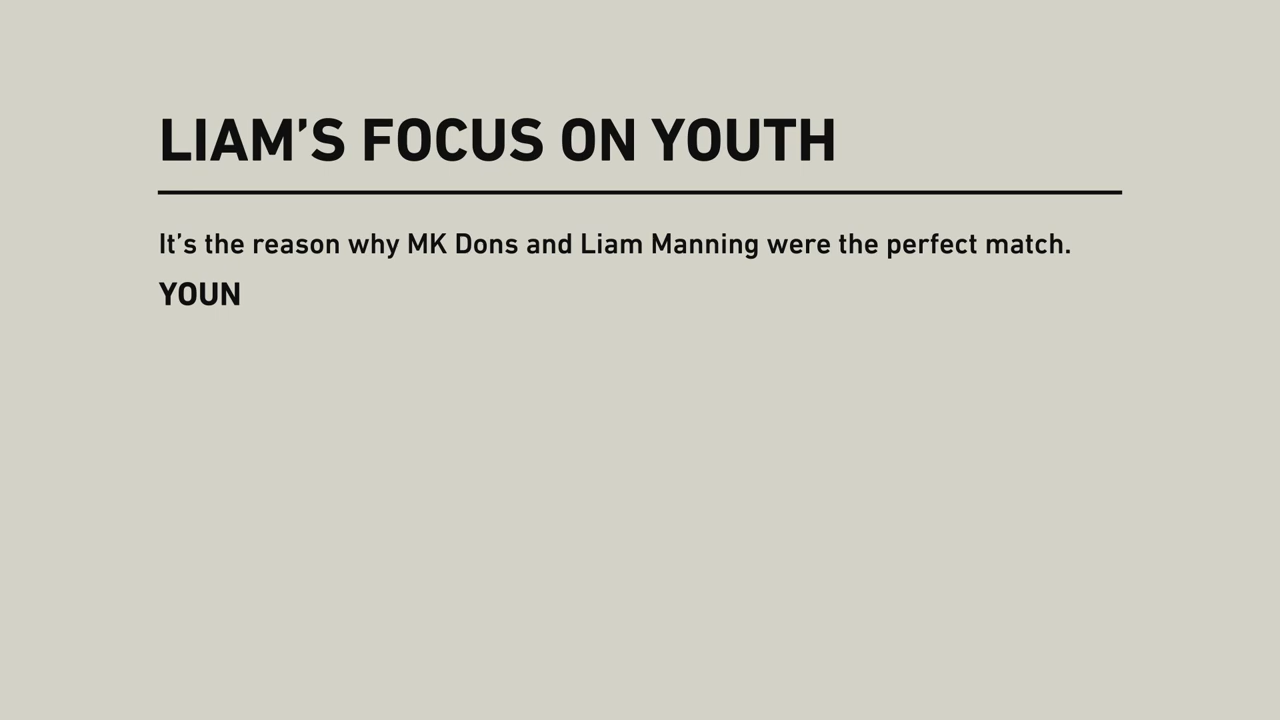 LIAM’S FOCUS ON YOUTH
It’s the reason why MK Dons and Liam Manning were the perfect match.
YOUN